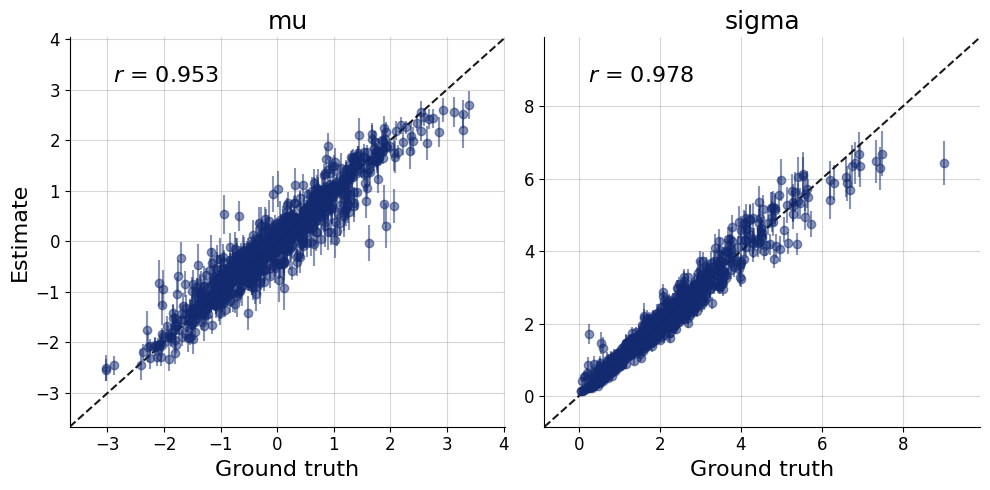 mu
r = 0.953
4
3
2
1
0
−1
−2
−3
Estimate
−3 −2 −1 0 1 2 3 4
Ground truth
sigma
r = 0.978
8
6
4
2
0
0 2 4 6 8
Ground truth